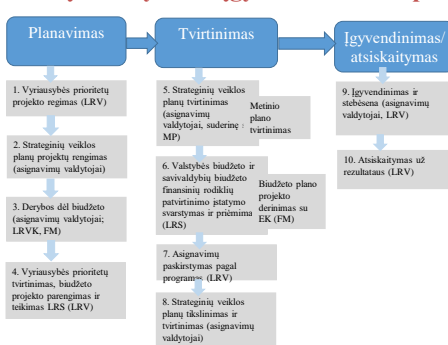 Planavimas
1. Vyriausybės prioritetų
projekto regimas (LRV)
2. Strateginių veiklos
planų projektų rengimas
(asignavimų valdytojai)
3. Derybos dėl biudžeto
(asignavimų valdytojai;
LRVK, FM)
4. Vyriausybės prioritetų
tvirtinimas, biudžeto
projekto parengimas ir
teikimas LRS (LRV)
Tvirtinimas
5. Strateginių veiklos
planų tvirtinimas
(asignavimų
valdytojai, suderinę
MP)
Metinio
plano
tvirtinimas
6. Valstybės biudžeto ir
savivaldybių biudžeto
finansinių rodiklių
patvirtinimo įstatymo
svarstymas ir priėmima
(LRS)
Biudžeto plano
projekto
derinimas su
EK (FM)
7. Asignavimų
paskirstymas pagal
programas (LRV)
8. Strateginių veiklos
planų tikslinimas ir
tvirtinimas (asignavimų
valdytojai)
Įgyvendinimas/
atsiskaitymas
9. Įgyvendinimas ir
stebėsena (asignavimų
valdytojai, LRV)
10. Atsiskaitymas už
rezultatus (LRV)